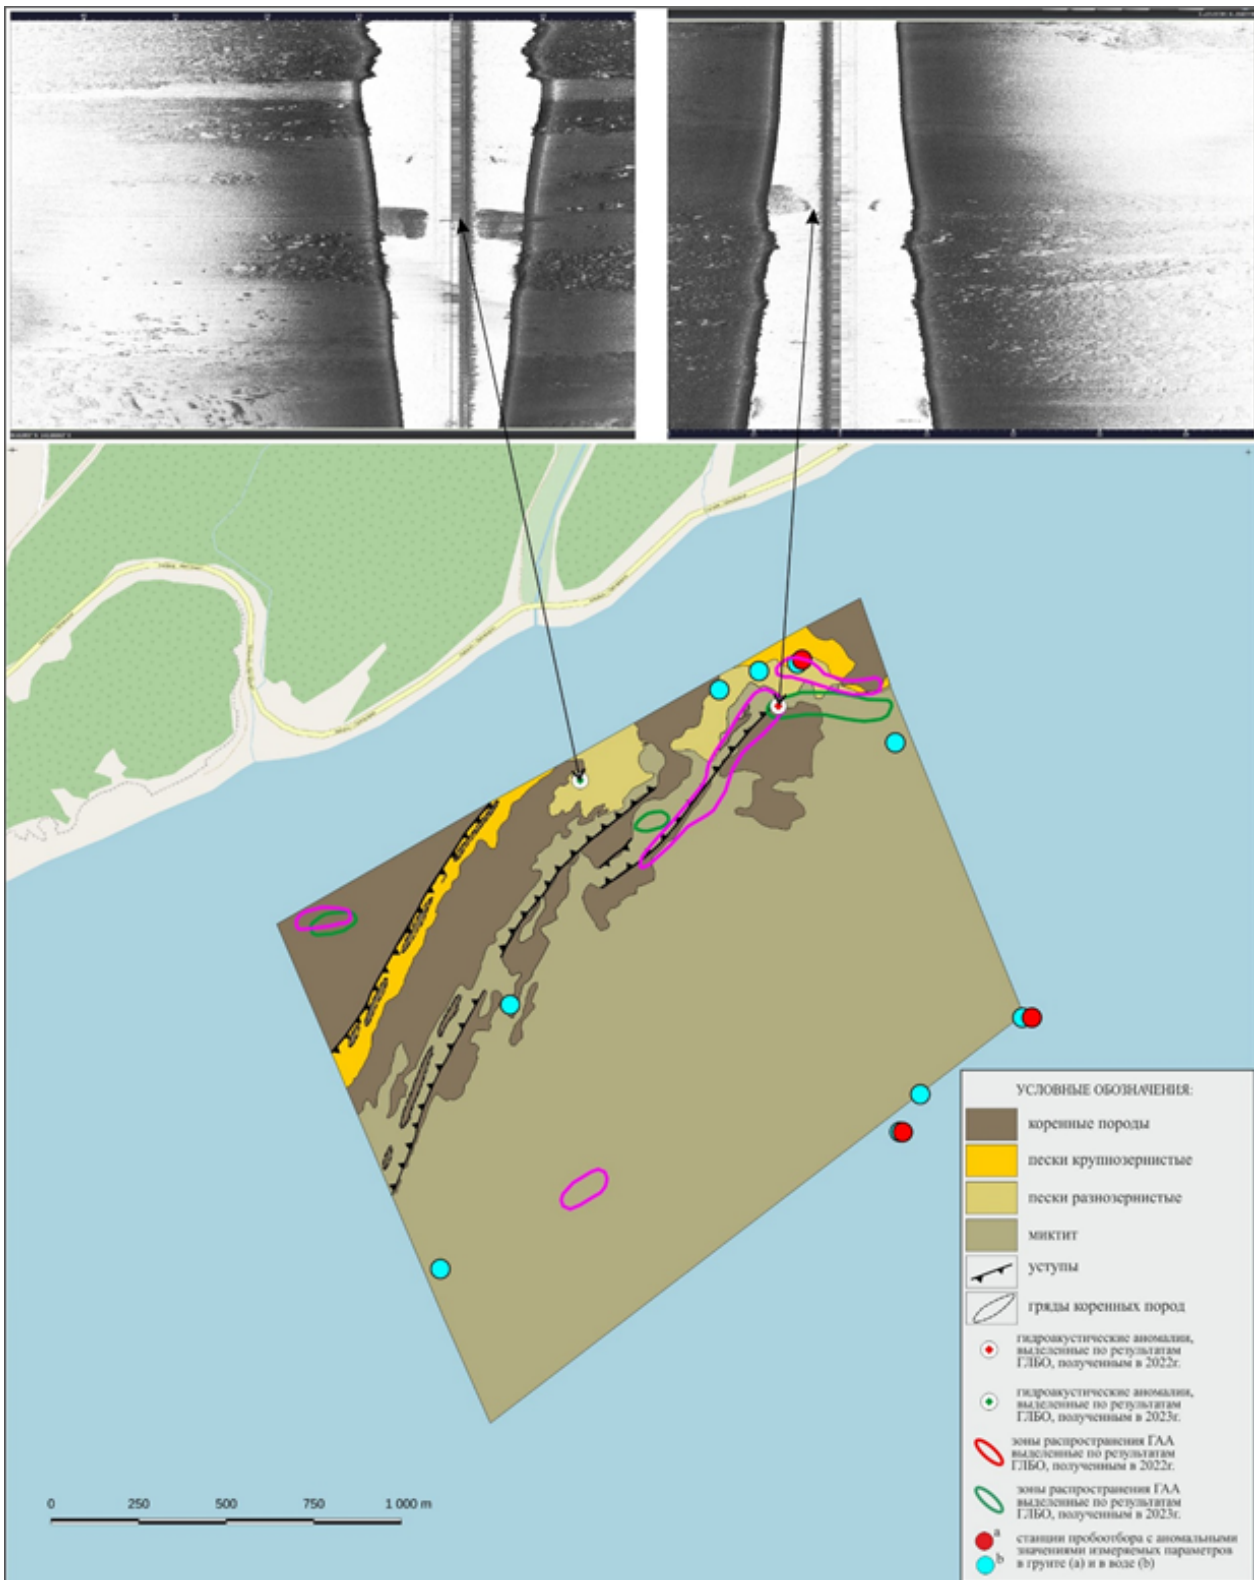 УСЛОВНЫЕ ОБОЗНАЧЕНИЯ:
коренные породы
пески крупнозернистые
пески разнозернистые
миктит
уступы
гряды коренных пород
гидроакустические аномалии,
выделенные по результатам
ГЛБО, полученным в 2022г.
гидроакустические аномалии,
выделенные по результатам
ГЛБО, полученным в 2023г.
зоны распространения ГАА
выделенные по результатам
ГЛБО, полученным в 2022г.
зоны распространения ГАА
выделенные по результатам
ГЛБО, полученным в 2023г.
a станции пробоотбора с аномальными
значениями измеряемых параметров
b в грунте (a) и в воде (b)
0 250 500 750 1 000 m